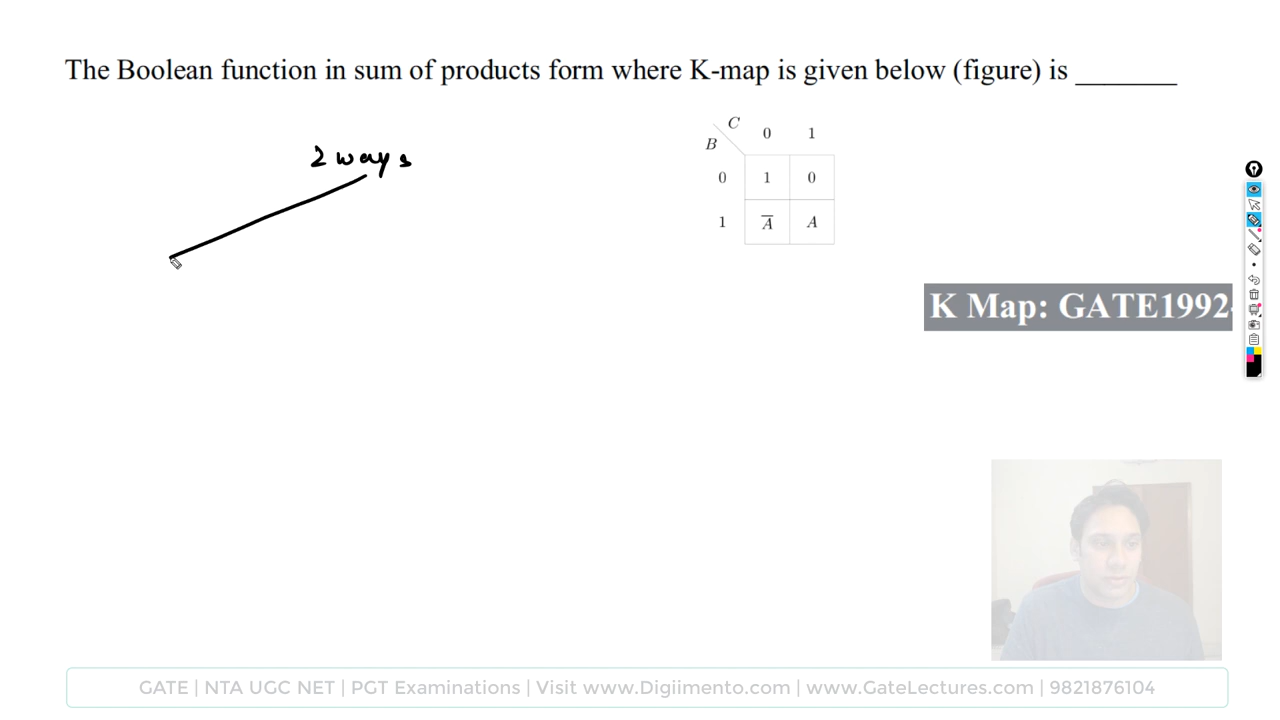 The Boolean function in sum of products form where K-map is given below (figure) is ________
2 ways
C
B
0 1
0 1 0
1 A̅ A
K Map: GATE1992-
GATE | NTA UGC NET | PGT Examinations | Visit www.Digiimento.com | www.GateLectures.com | 9821876104